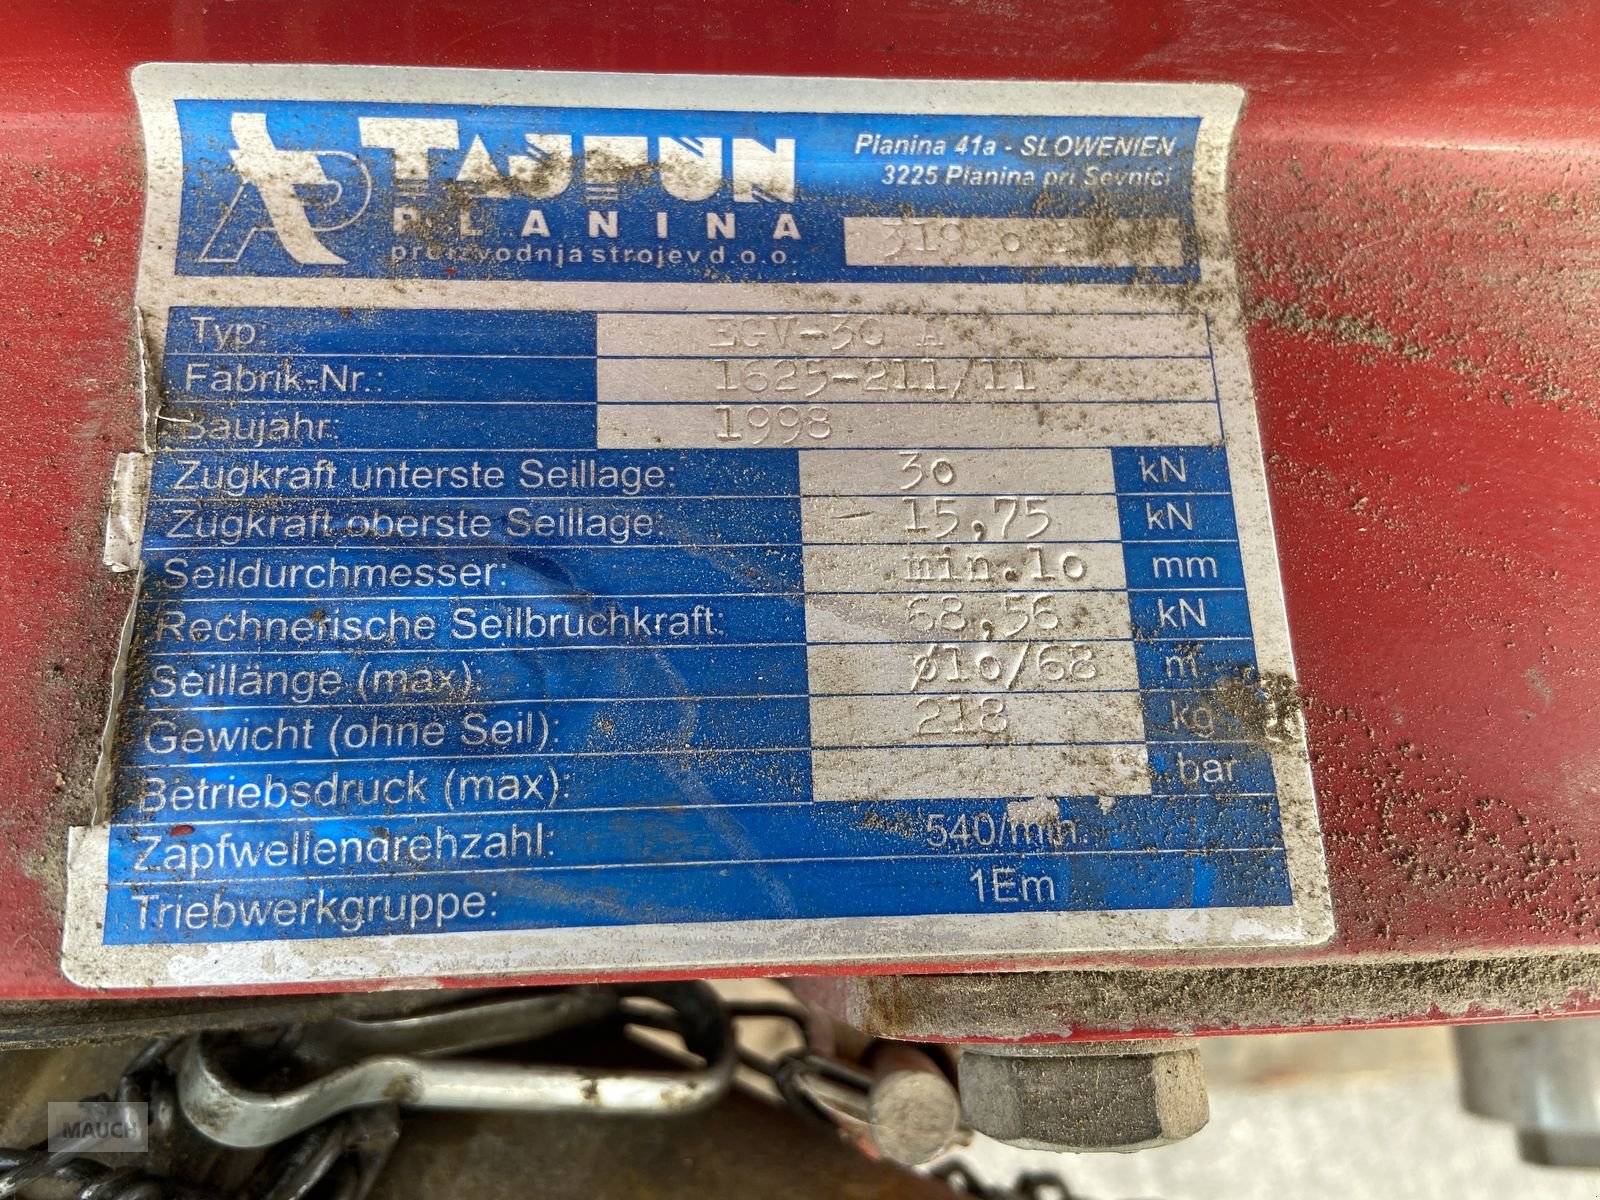 AP TAJFUN
PLANINA
proizvodnja strojev d.o.o.
Planina 41a - SLOWENIEN
3225 Planina pri Sevnici
Typ: EGV-30 A
Fabrik-Nr.: 1625-211/11
Baujahr: 1998
Zugkraft unterste Seillage: 30 kN
Zugkraft oberste Seillage: - 15,75 kN
Seildurchmesser: min.10 mm
Rechnerische Seilbruchkraft: 68,56 kN
Seillänge (max): ø10/68 m
Gewicht (ohne Seil): 218 kg
Betriebsdruck (max): bar
Zapfwellendrehzahl: 540/min.
Triebwerkgruppe: 1Em
MAUCH